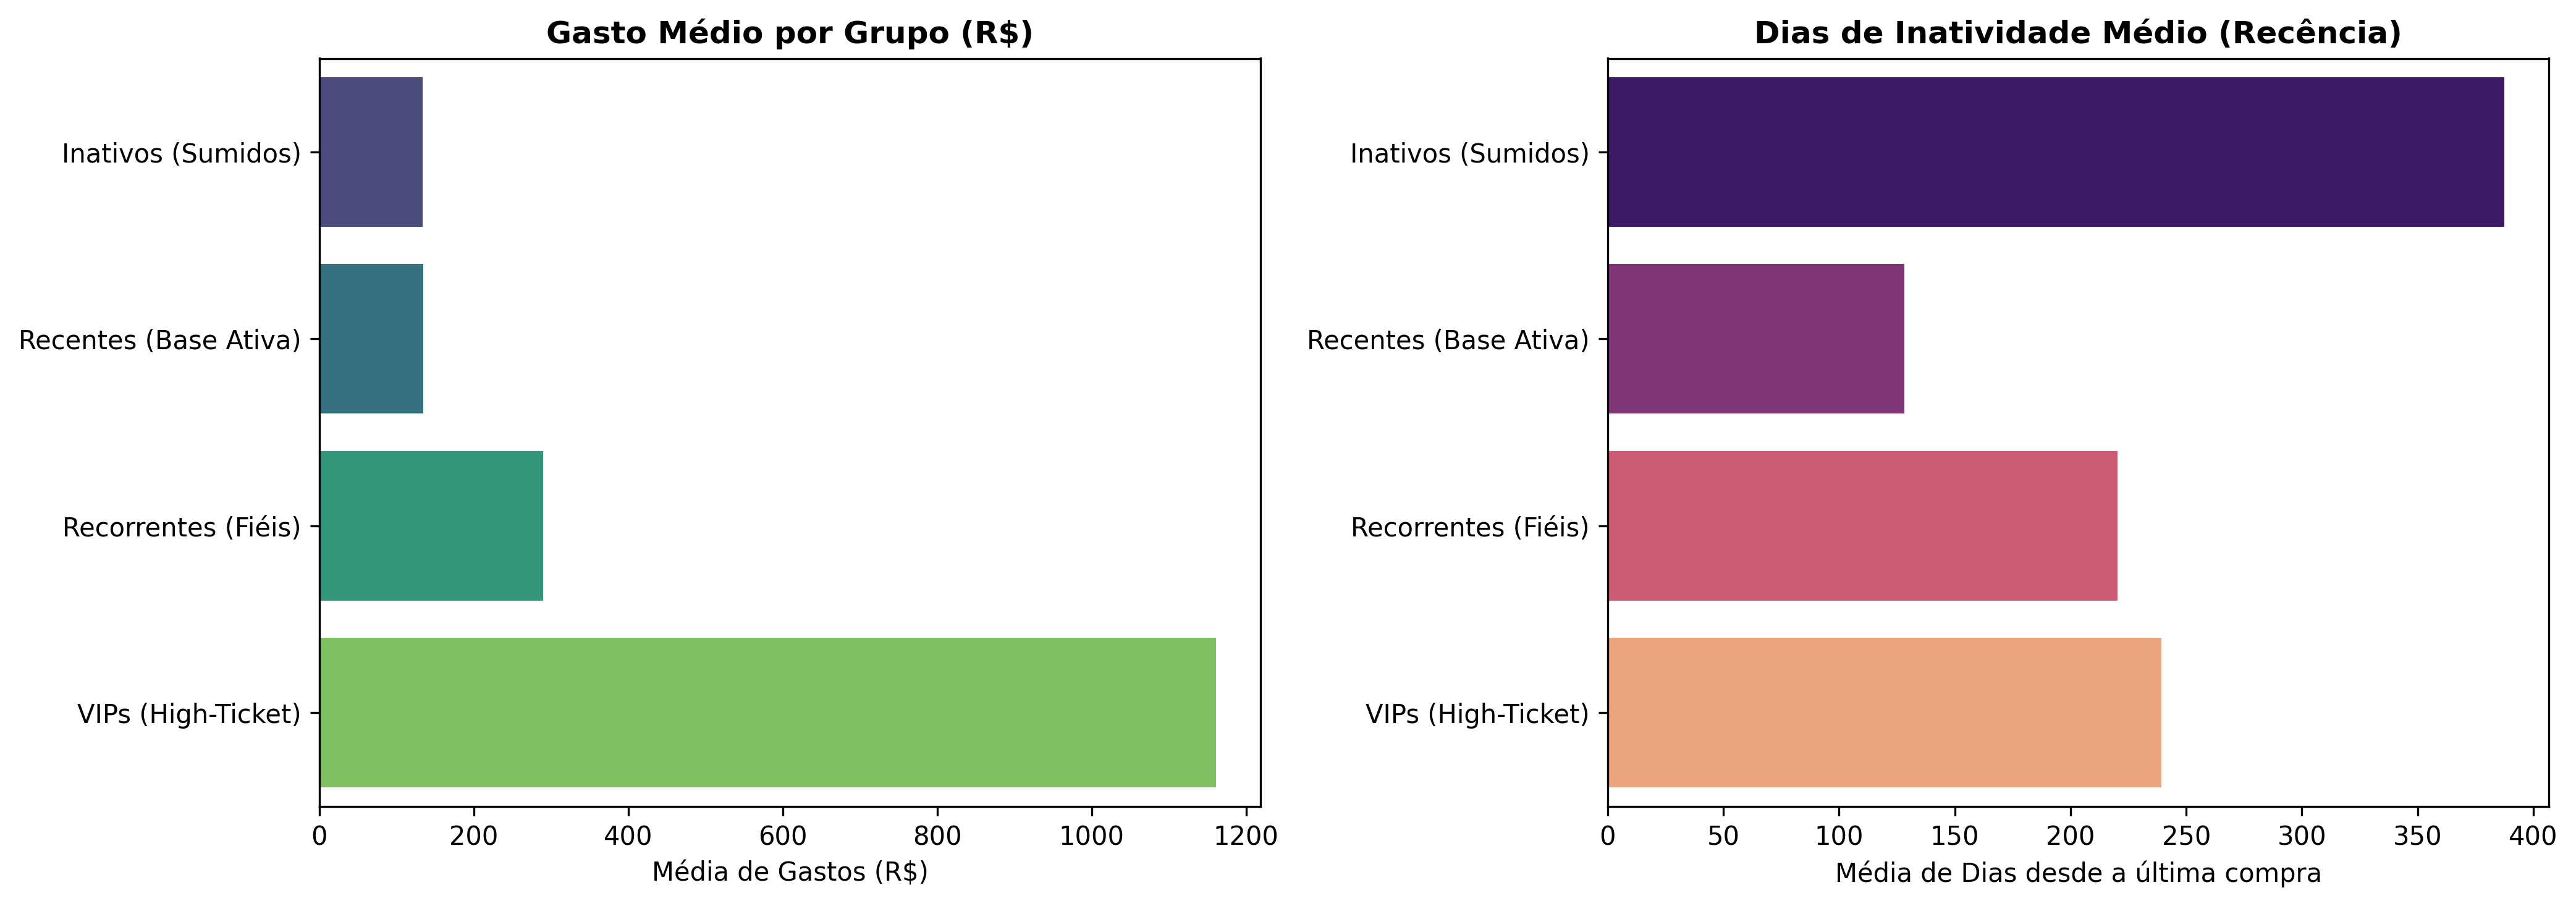 Gasto Médio por Grupo (R$)
Inativos (Sumidos)
Recentes (Base Ativa)
Recorrentes (Fiéis)
VIPs (High-Ticket)
0 200 400 600 800 1000 1200
Média de Gastos (R$)
Dias de Inatividade Médio (Recência)
Inativos (Sumidos)
Recentes (Base Ativa)
Recorrentes (Fiéis)
VIPs (High-Ticket)
0 50 100 150 200 250 300 350 400
Média de Dias desde a última compra